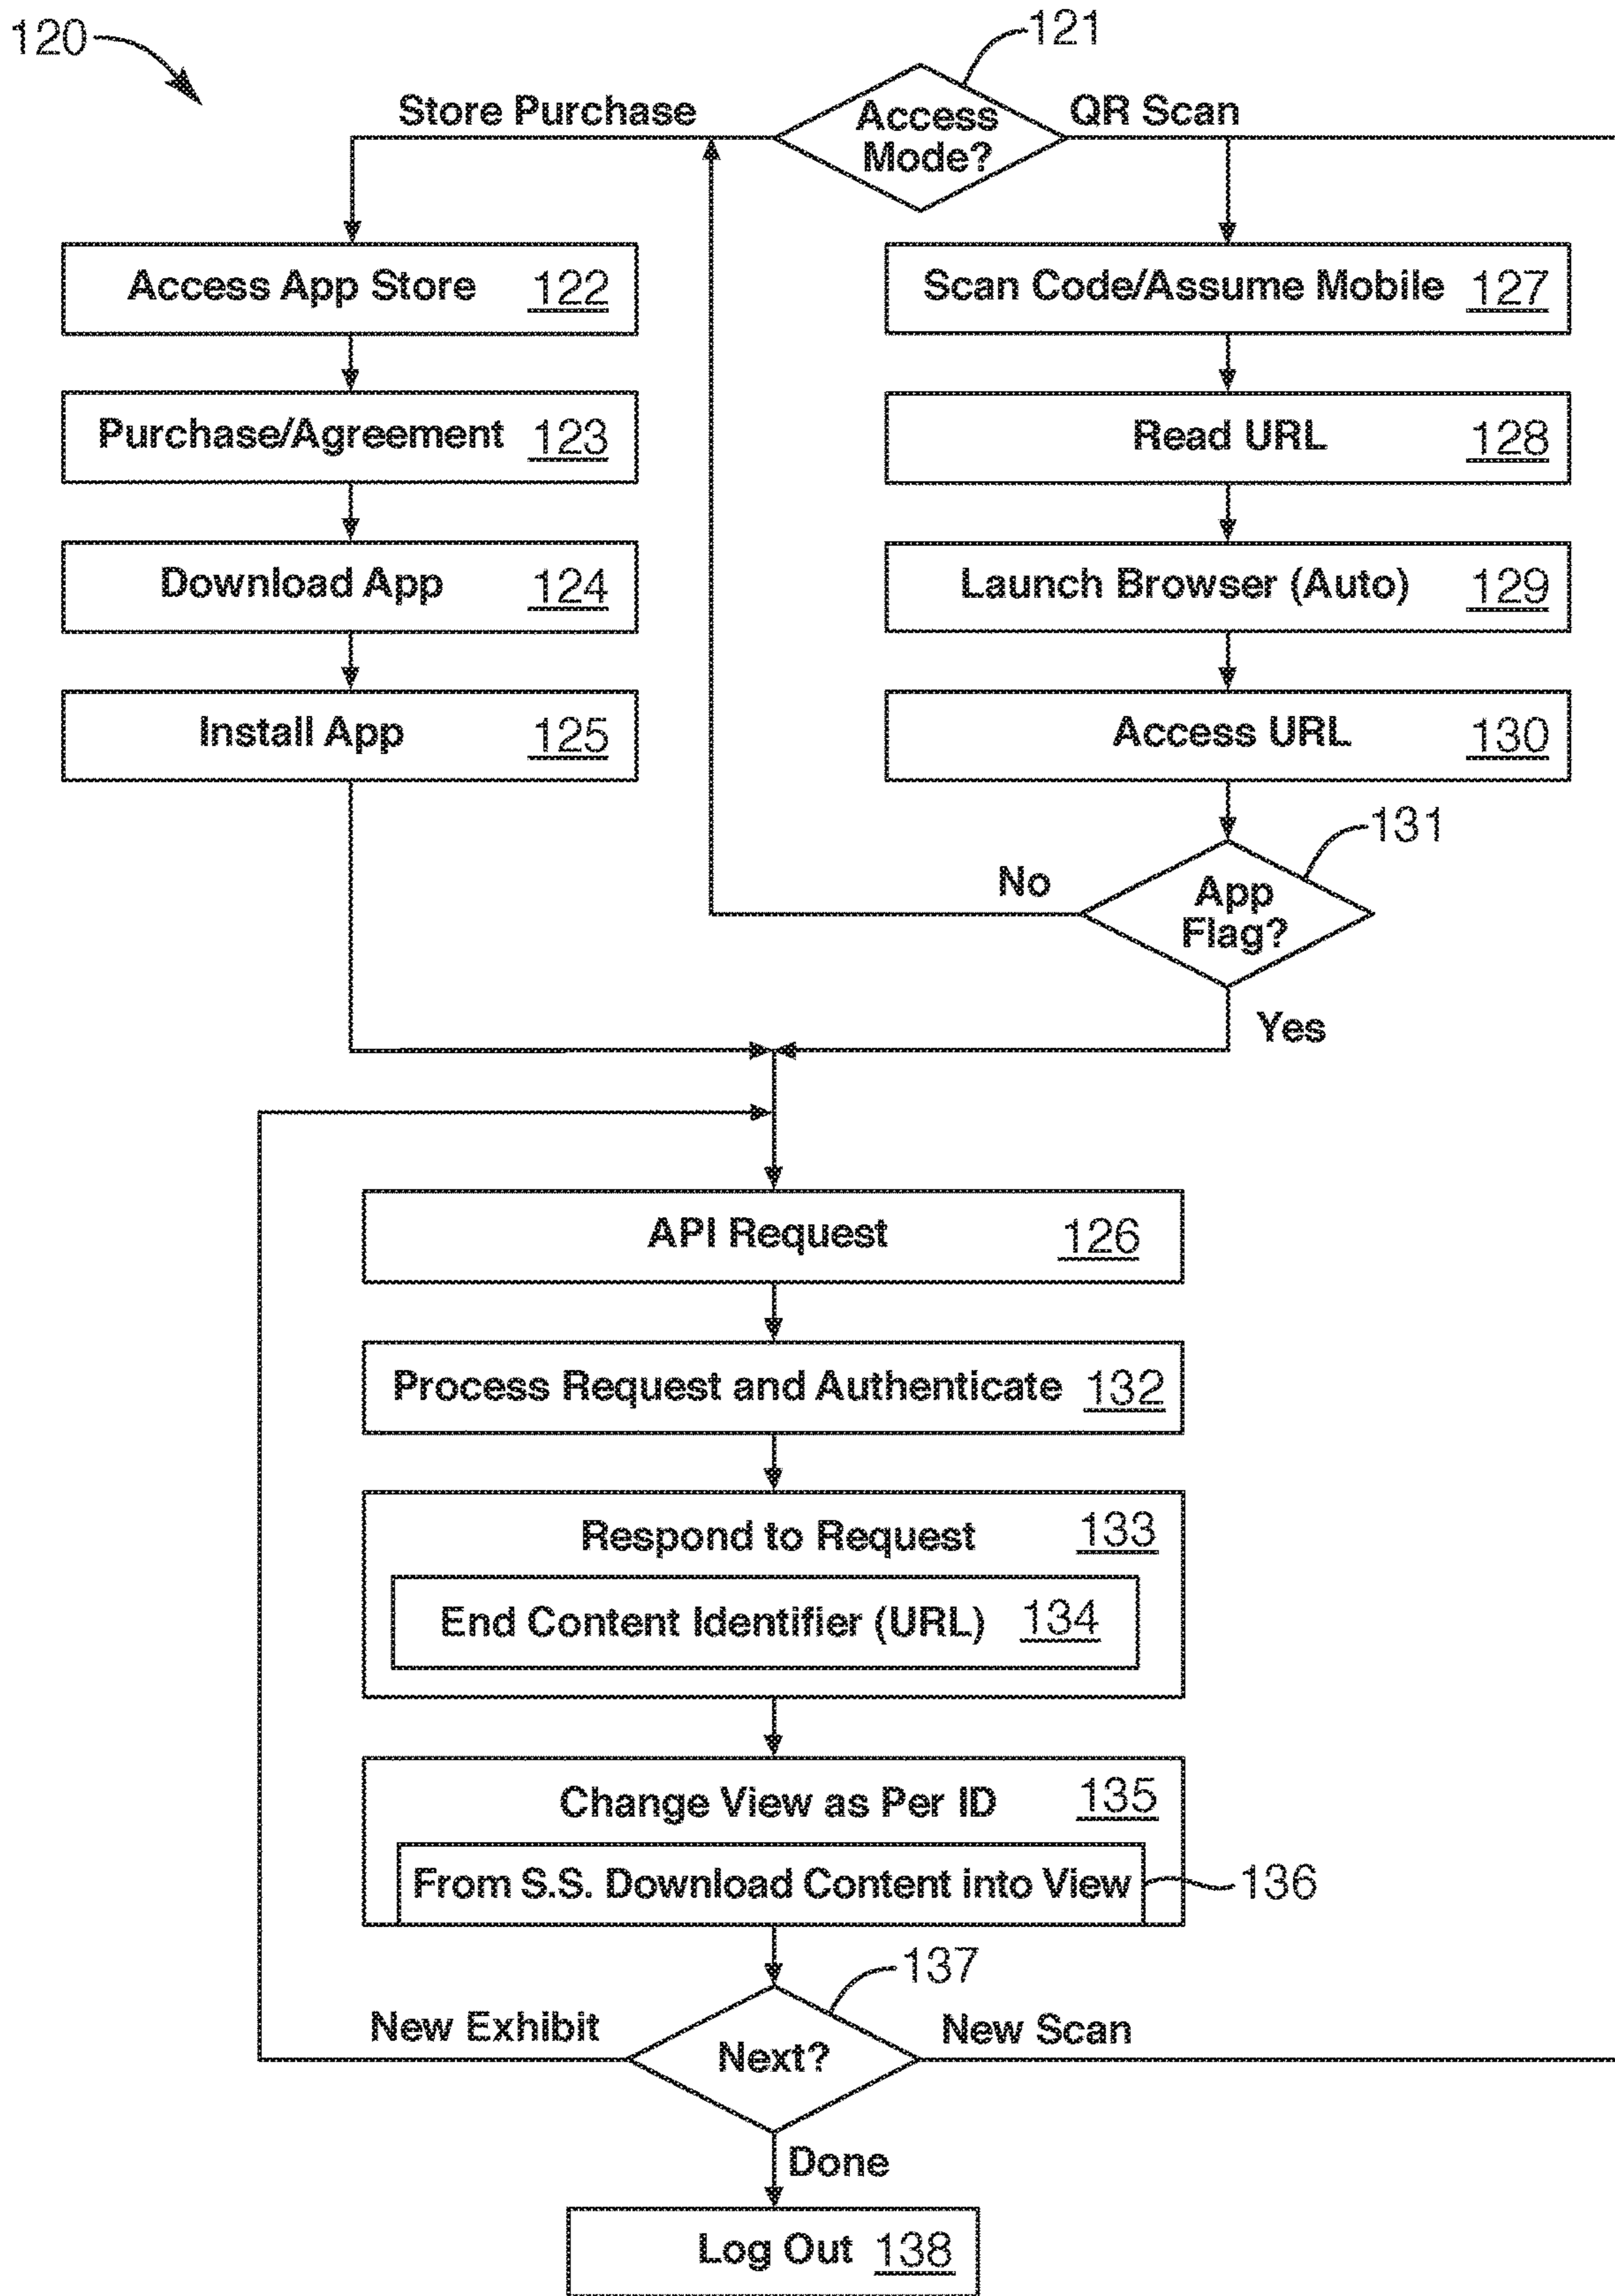 120
121
Store Purchase
Access
Mode?
QR Scan
Access App Store 122
Scan Code/Assume Mobile 127
Purchase/Agreement 123
Read URL 128
Download App 124
Launch Browser (Auto) 129
Install App 125
Access URL 130
131
No
App
Flag?
Yes
API Request 126
Process Request and Authenticate 132
Respond to Request 133
End Content Identifier (URL) 134
Change View as Per ID 135
From S.S. Download Content into View
136
137
New Exhibit
Next?
New Scan
Done
Log Out 138